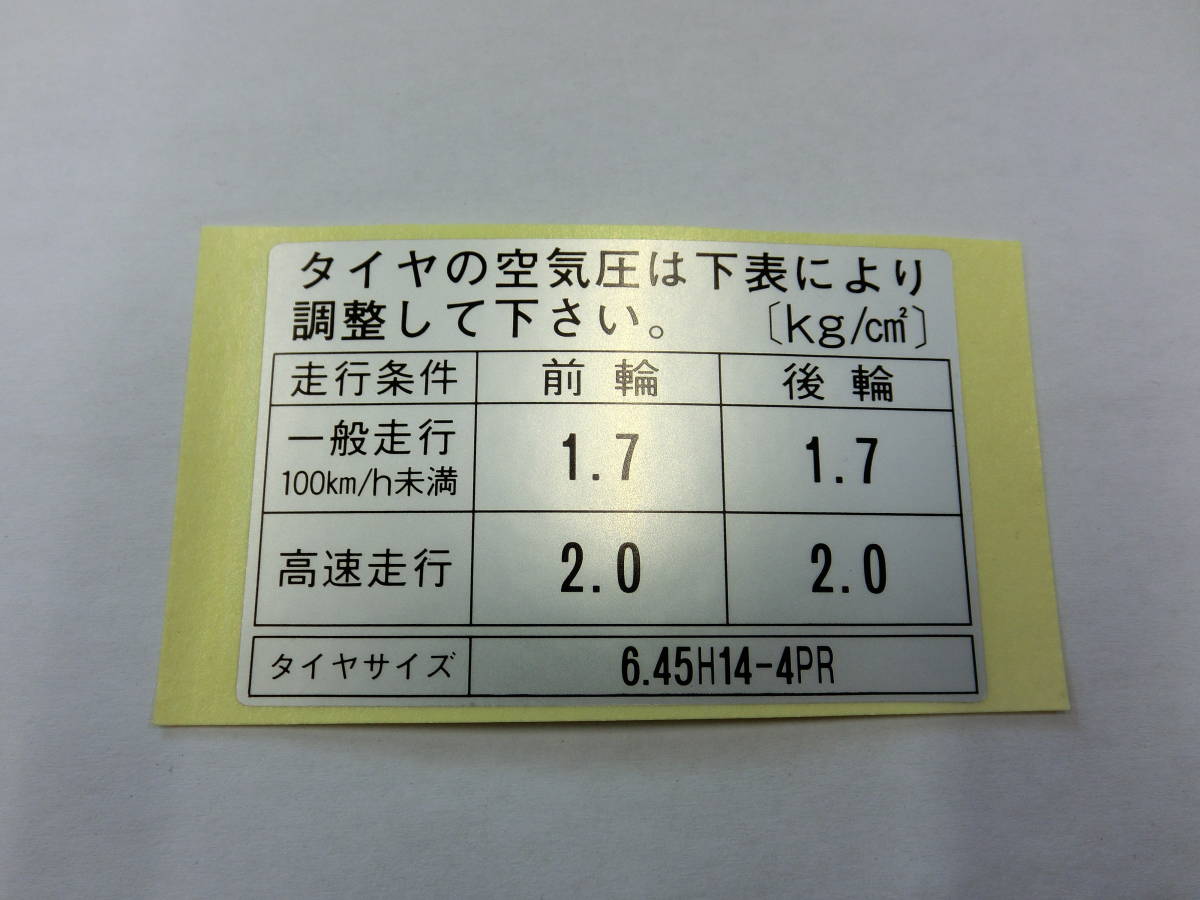 タイヤの空気圧は下表により
調整して下さい。 〔kg/c㎡〕
走行条件 前輪 後輪
一般走行
100km/h未満 1.7 1.7
高速走行 2.0 2.0
タイヤサイズ 6.45H14-4PR